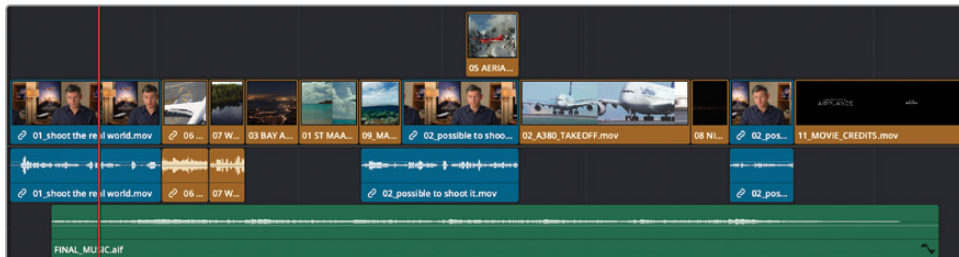 05 AERIA...
01_shoot the real world.mov
06 ...
07 W...
03 BAY A...
01 ST MAA...
09_MA...
02_possible to shoo...
02_A380_TAKEOFF.mov
08 NI...
02_pos...
11_MOVIE_CREDITS.mov
01_shoot the real world.mov
06 ...
07 W...
02_possible to shoot it.mov
02_pos...
FINAL_MUSIC.aif